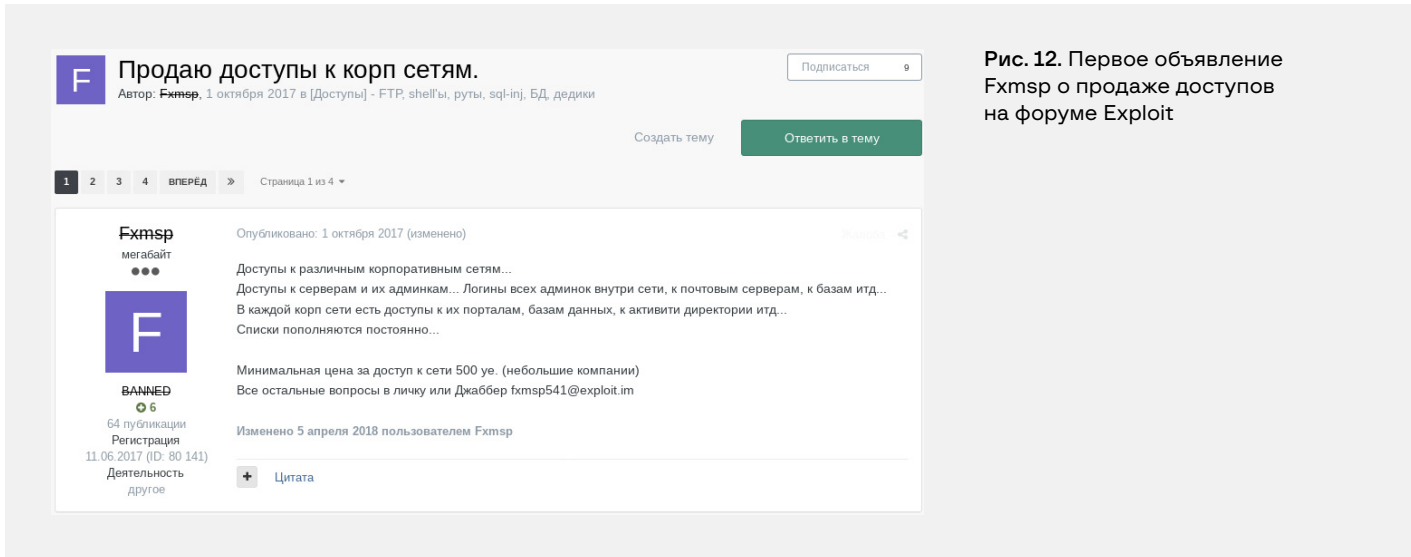 F
Продаю доступы к корп сетям.
Автор: Fxmsp, 1 октября 2017 в [Доступы] - FTP, shell'ы, руты, sql-inj, БД, дедики
Подписаться 9
Создать тему
Ответить в тему
1 2 3 4 ВПЕРЁД » Страница 1 из 4
Fxmsp
мегабайт
F
BANNED
6
64 публикации
Регистрация
11.06.2017 (ID: 80 141)
Деятельность
другое
Опубликовано: 1 октября 2017 (изменено)
Доступы к различным корпоративным сетям...
Доступы к серверам и их админкам... Логины всех админок внутри сети, к почтовым серверам, к базам итд...
В каждой корп сети есть доступы к их порталам, базам данных, к активити директории итд...
Списки пополняются постоянно...
Минимальная цена за доступ к сети 500 уе. (небольшие компании)
Все остальные вопросы в личку или Джаббер fxmsp541@exploit.im
Изменено 5 апреля 2018 пользователем Fxmsp
+ Цитата
Рис. 12. Первое объявление
Fxmsp о продаже доступов
на форуме Exploit